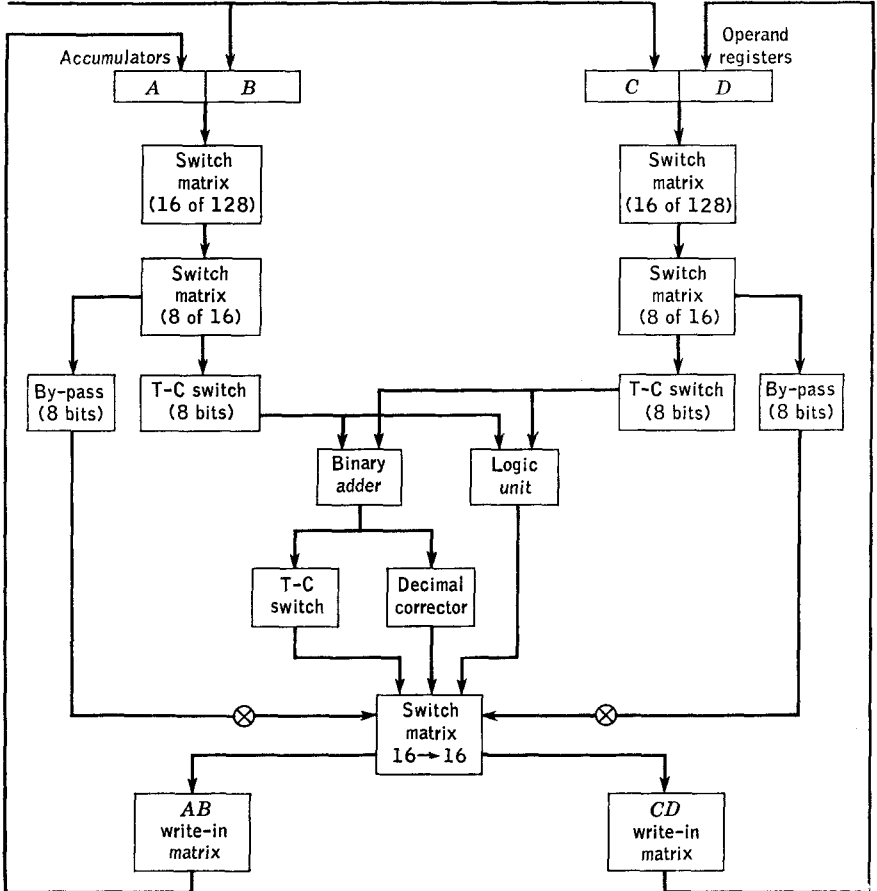 Accumulators
Operand
registers
A
B
C
D
Switch
matrix
(16 of 128)
Switch
matrix
(16 of 128)
Switch
matrix
(8 of 16)
Switch
matrix
(8 of 16)
By-pass
(8 bits)
T-C switch
(8 bits)
T-C switch
(8 bits)
By-pass
(8 bits)
Binary
adder
Logic
unit
T-C
switch
Decimal
corrector
Switch
matrix
16→16
AB
write-in
matrix
CD
write-in
matrix